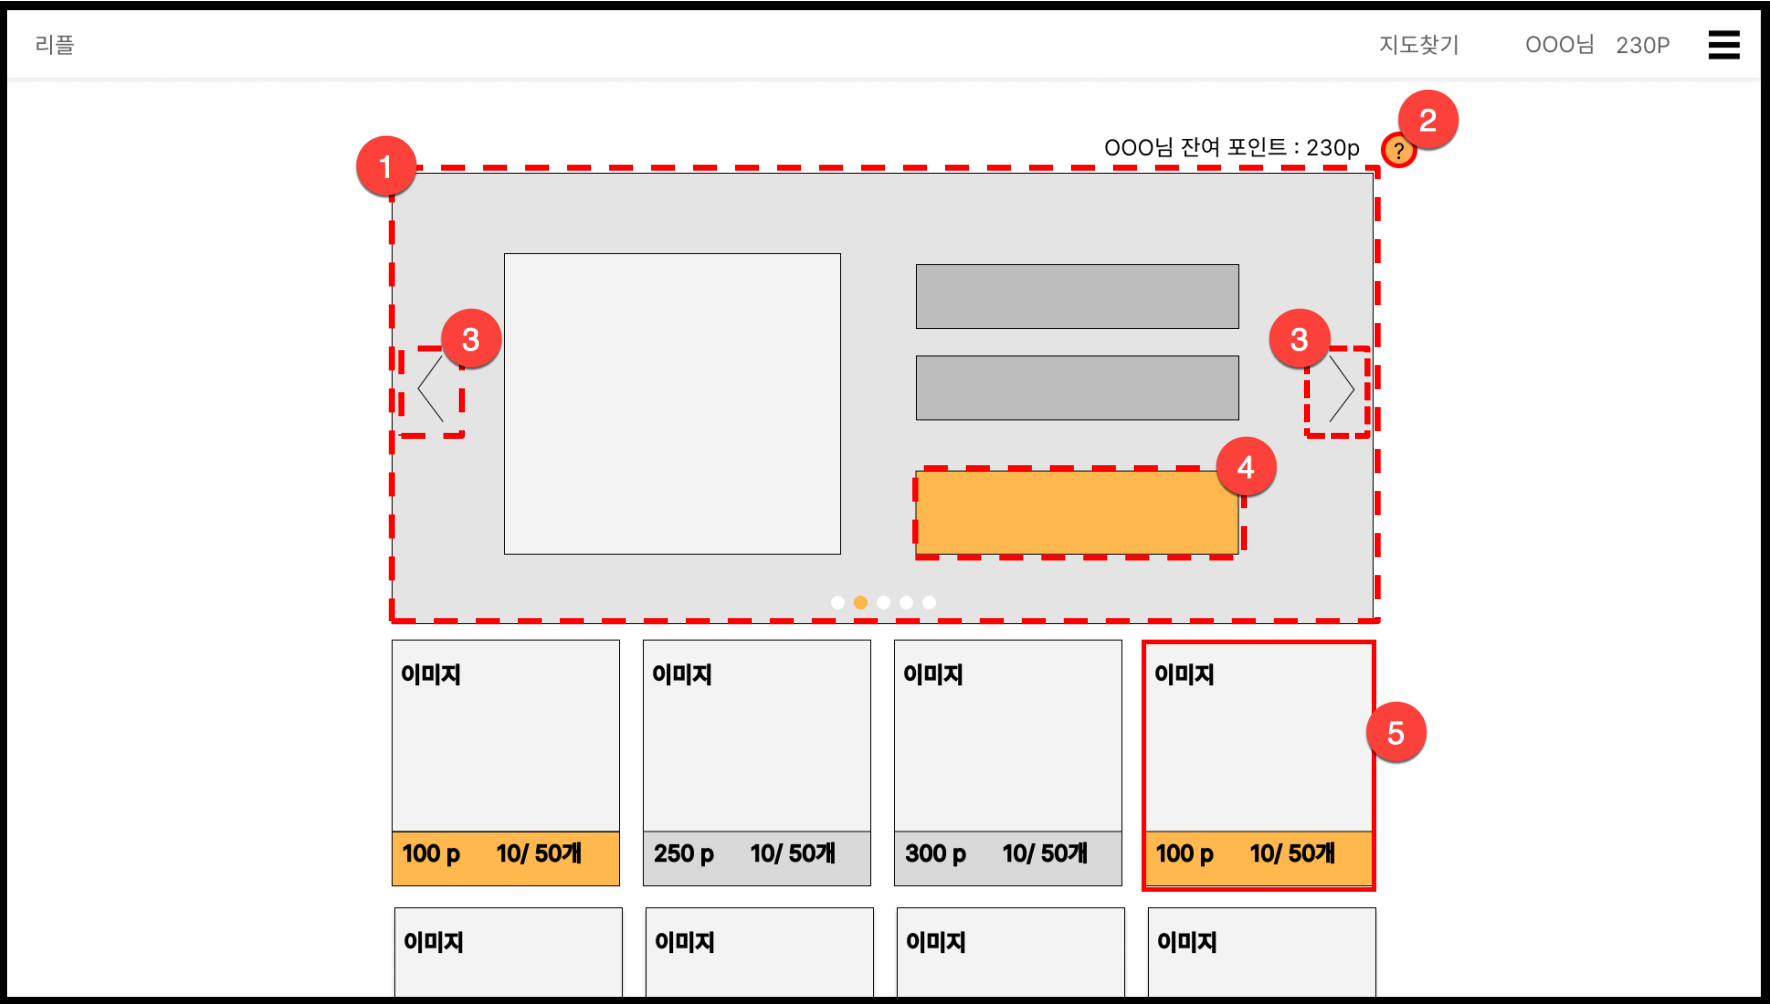 리플
지도찾기 OOO님 230P
OOO님 잔여 포인트 : 230p
?
2
1
3
3
4
이미지
이미지
이미지
이미지
5
100 p 10/ 50개
250 p 10/ 50개
300 p 10/ 50개
100 p 10/ 50개
이미지
이미지
이미지
이미지